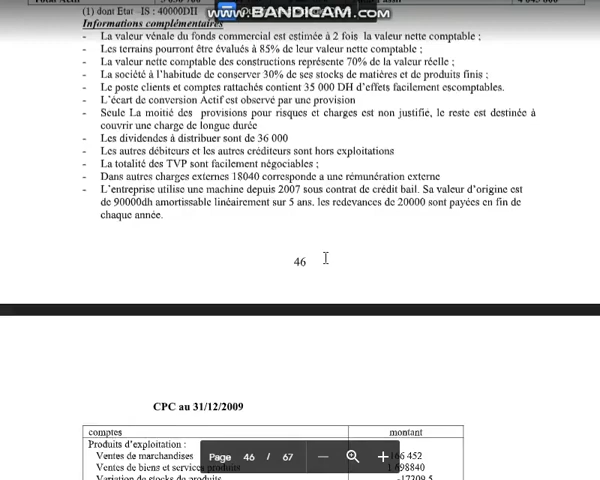 (1) dont Etat –IS : 40000DH
www.BANDICAM.com
Informations complémentaires
- La valeur vénale du fonds commercial est estimée à 2 fois la valeur nette comptable ;
- Les terrains pourront être évalués à 85% de leur valeur nette comptable ;
- La valeur nette comptable des constructions représente 70% de la valeur réelle ;
- La société à l'habitude de conserver 30% de ses stocks de matières et de produits finis ;
- Le poste clients et comptes rattachés contient 35 000 DH d'effets facilement escomptables.
- L'écart de conversion Actif est observé par une provision
- Seule La moitié des provisions pour risques et charges est non justifié, le reste est destinée à
couvrir une charge de longue durée
- Les dividendes à distribuer sont de 36 000
- Les autres débiteurs et les autres créditeurs sont hors exploitations
- La totalité des TVP sont facilement négociables ;
- Dans autres charges externes 18040 corresponde a une rémunération externe
- L'entreprise utilise une machine depuis 2007 sous contrat de crédit bail. Sa valeur d'origine est
de 90000dh amortissable linéairement sur 5 ans, les redevances de 20000 sont payées en fin de
chaque année.
46
CPC au 31/12/2009
comptes montant
Produits d'exploitation :
Ventes de marchandises
Ventes de biens et services
Variation de stocks de produits -17209,5
Page 46 / 67